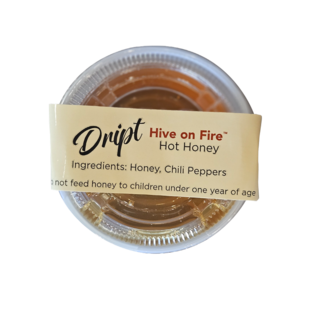 Dript Hive on Fire™
Hot Honey
Ingredients: Honey, Chili Peppers
not feed honey to children under one year of age